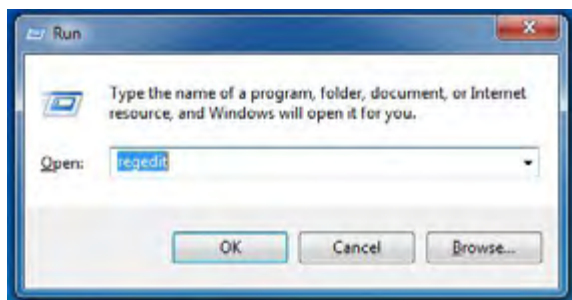 Run
Type the name of a program, folder, document, or Internet
resource, and Windows will open it for you.
Open: regedit
OK Cancel Browse...